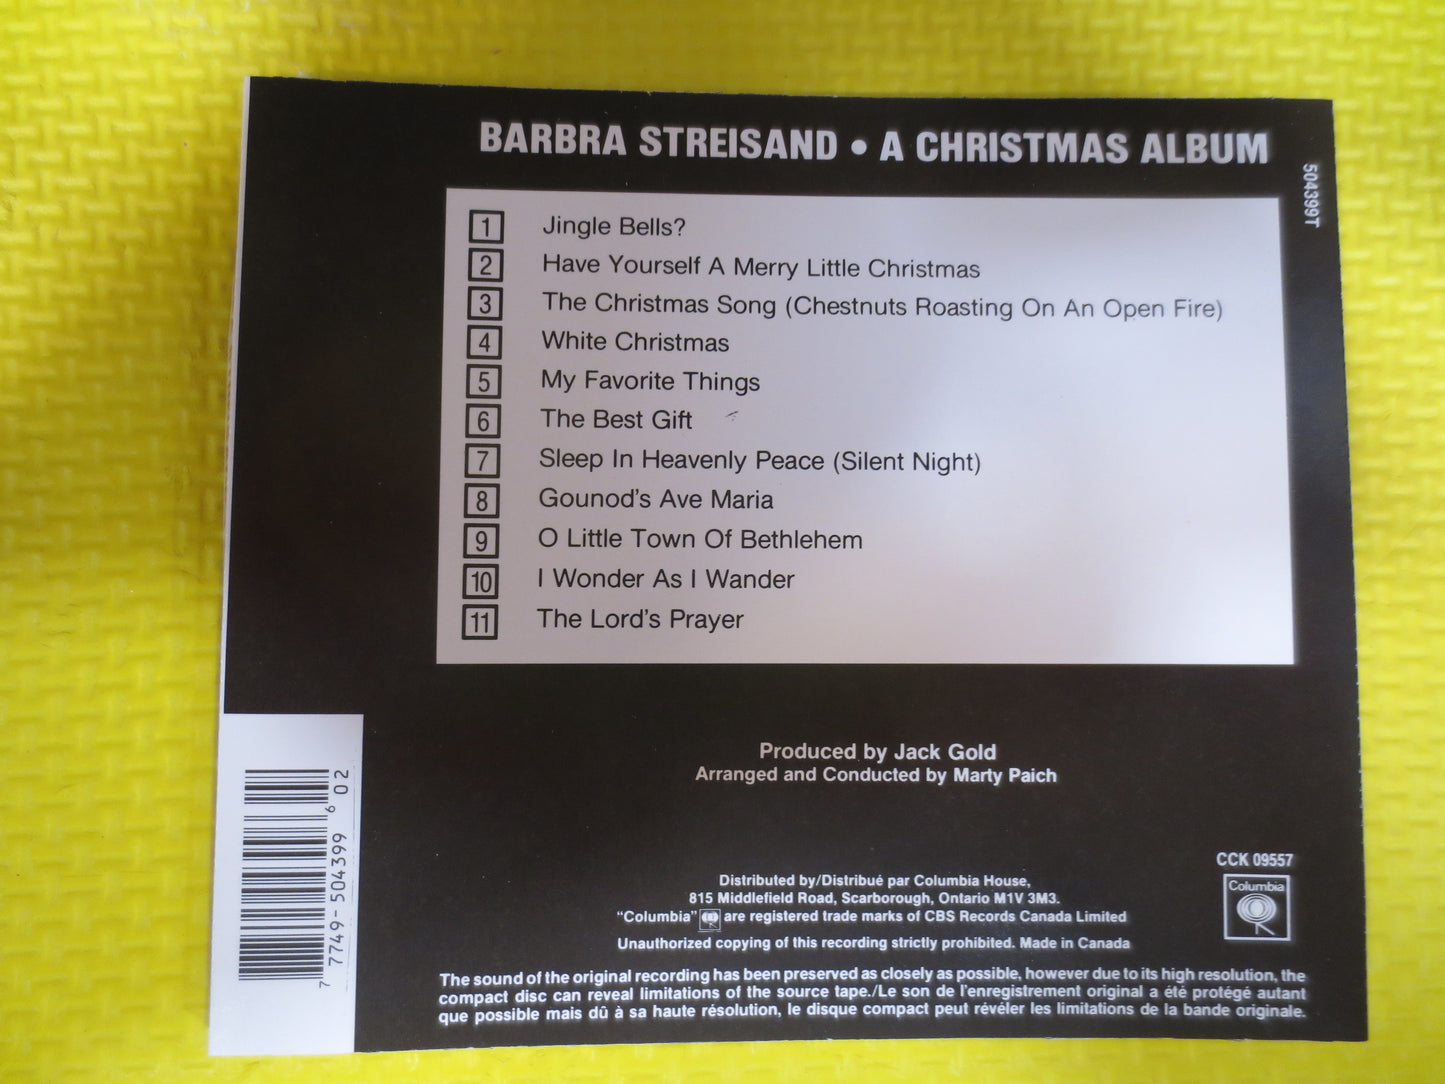 BARBRA STREISAND • A CHRISTMAS ALBUM
504399T
1 Jingle Bells?
2 Have Yourself A Merry Little Christmas
3 The Christmas Song (Chestnuts Roasting On An Open Fire)
4 White Christmas
5 My Favorite Things
6 The Best Gift
7 Sleep In Heavenly Peace (Silent Night)
8 Gounod's Ave Maria
9 O Little Town Of Bethlehem
10 I Wonder As I Wander
11 The Lord's Prayer
Produced by Jack Gold
Arranged and Conducted by Marty Paich
7 7749-504399 6 02
CCK 09557
Columbia
Distributed by/Distribué par Columbia House,
815 Middlefield Road, Scarborough, Ontario M1V 3M3.
"Columbia" are registered trade marks of CBS Records Canada Limited
Unauthorized copying of this recording strictly prohibited. Made in Canada
The sound of the original recording has been preserved as closely as possible, however due to its high resolution, the
compact disc can reveal limitations of the source tape./Le son de l'enregistrement original a été protégé autant
que possible mais dû à sa haute résolution, le disque compact peut révéler les limitations de la bande originale.